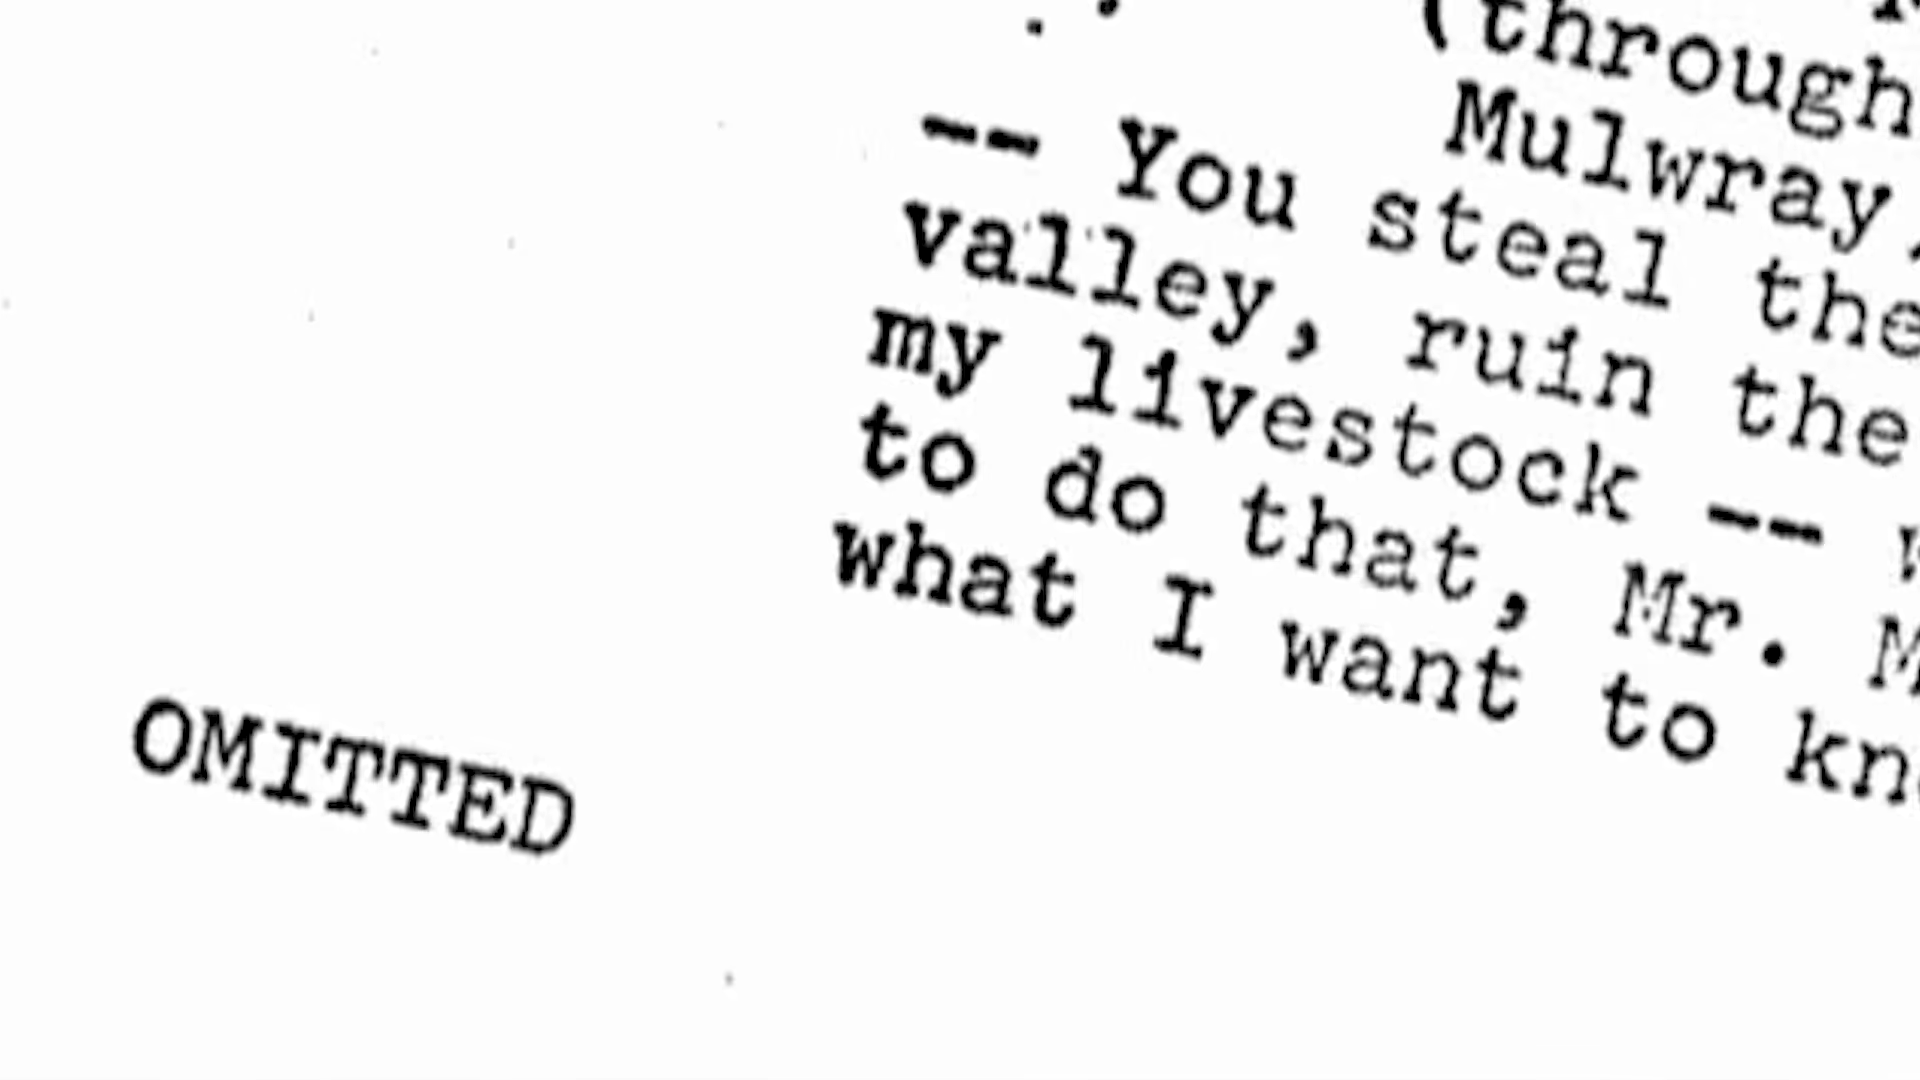 (through
Mulwray,
-- You steal the
valley, ruin the
my livestock --
to do that, Mr.
what I want to
OMITTED